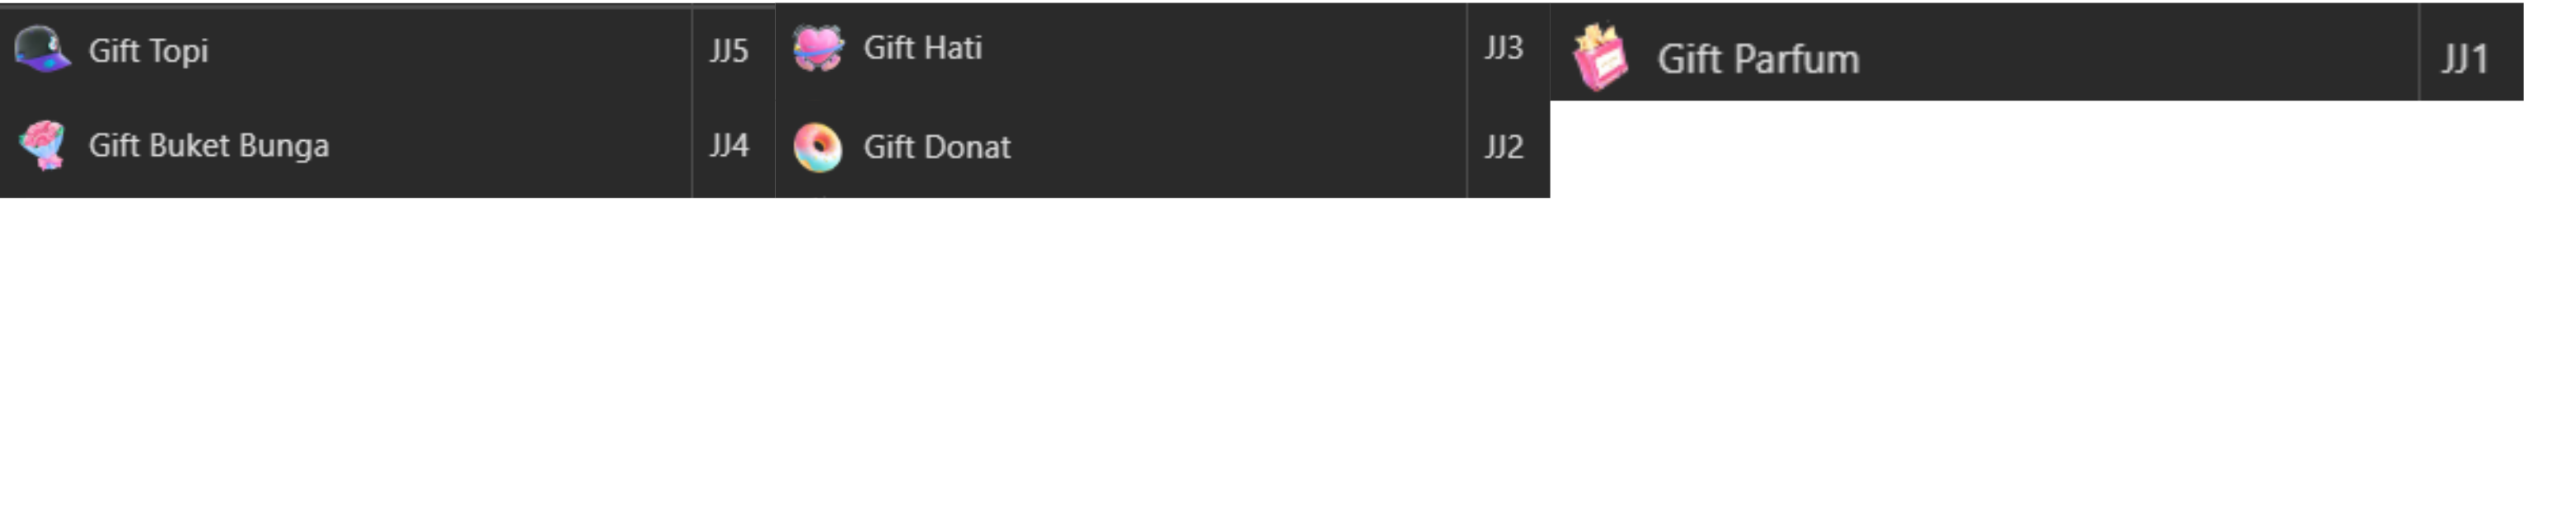 Gift Topi JJ5
Gift Buket Bunga JJ4
Gift Hati JJ3
Gift Donat JJ2
Gift Parfum JJ1